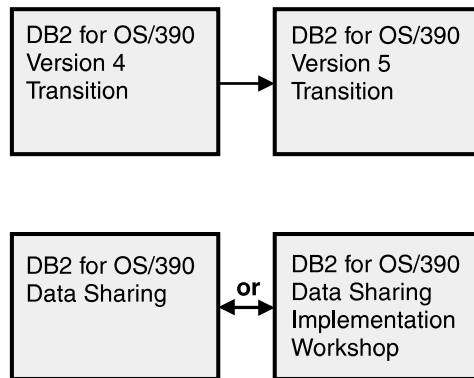 DB2 for OS/390
Version 4
Transition
DB2 for OS/390
Version 5
Transition
DB2 for OS/390
Data Sharing
or
DB2 for OS/390
Data Sharing
Implementation
Workshop